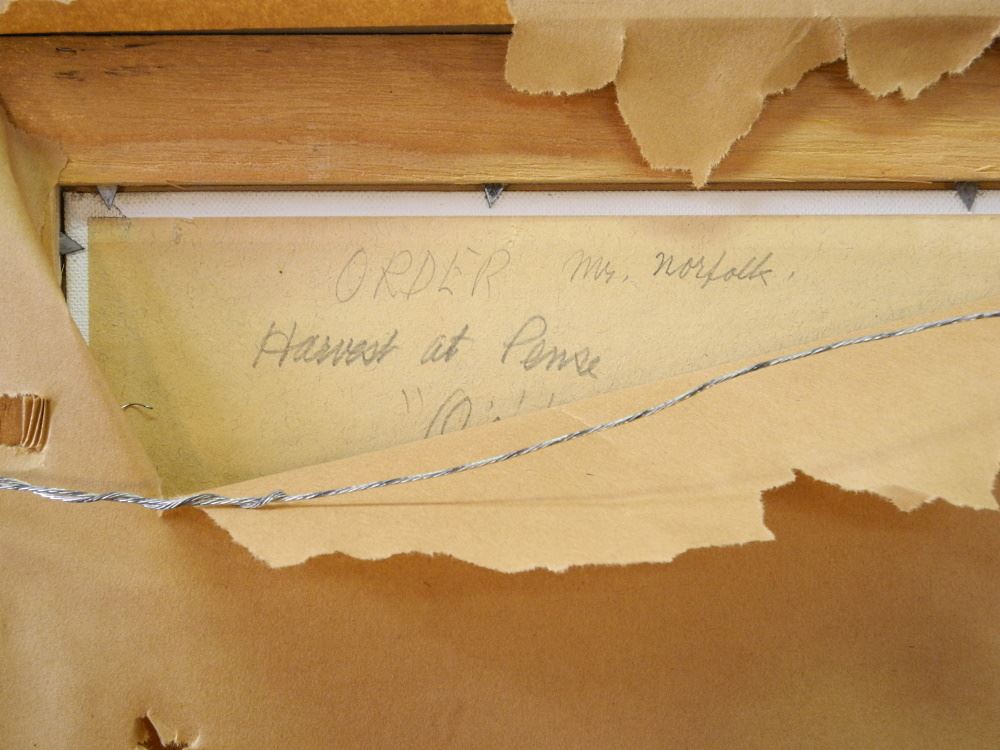 ORDER Mr. Norfolk.
Harvest at Pense